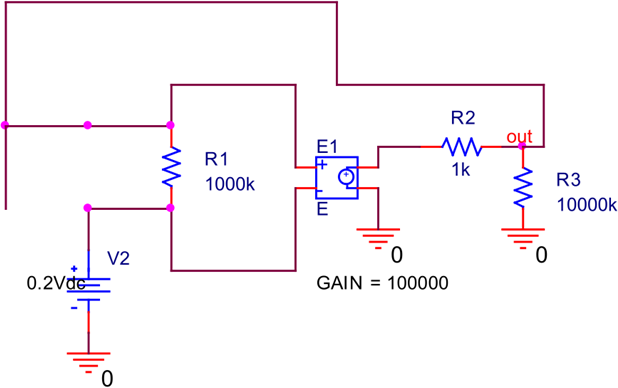 R2
out
E1
R1
1k
1000k
R3
10000k
E
0
0
V2
0.2Vdc
GAIN = 100000
0